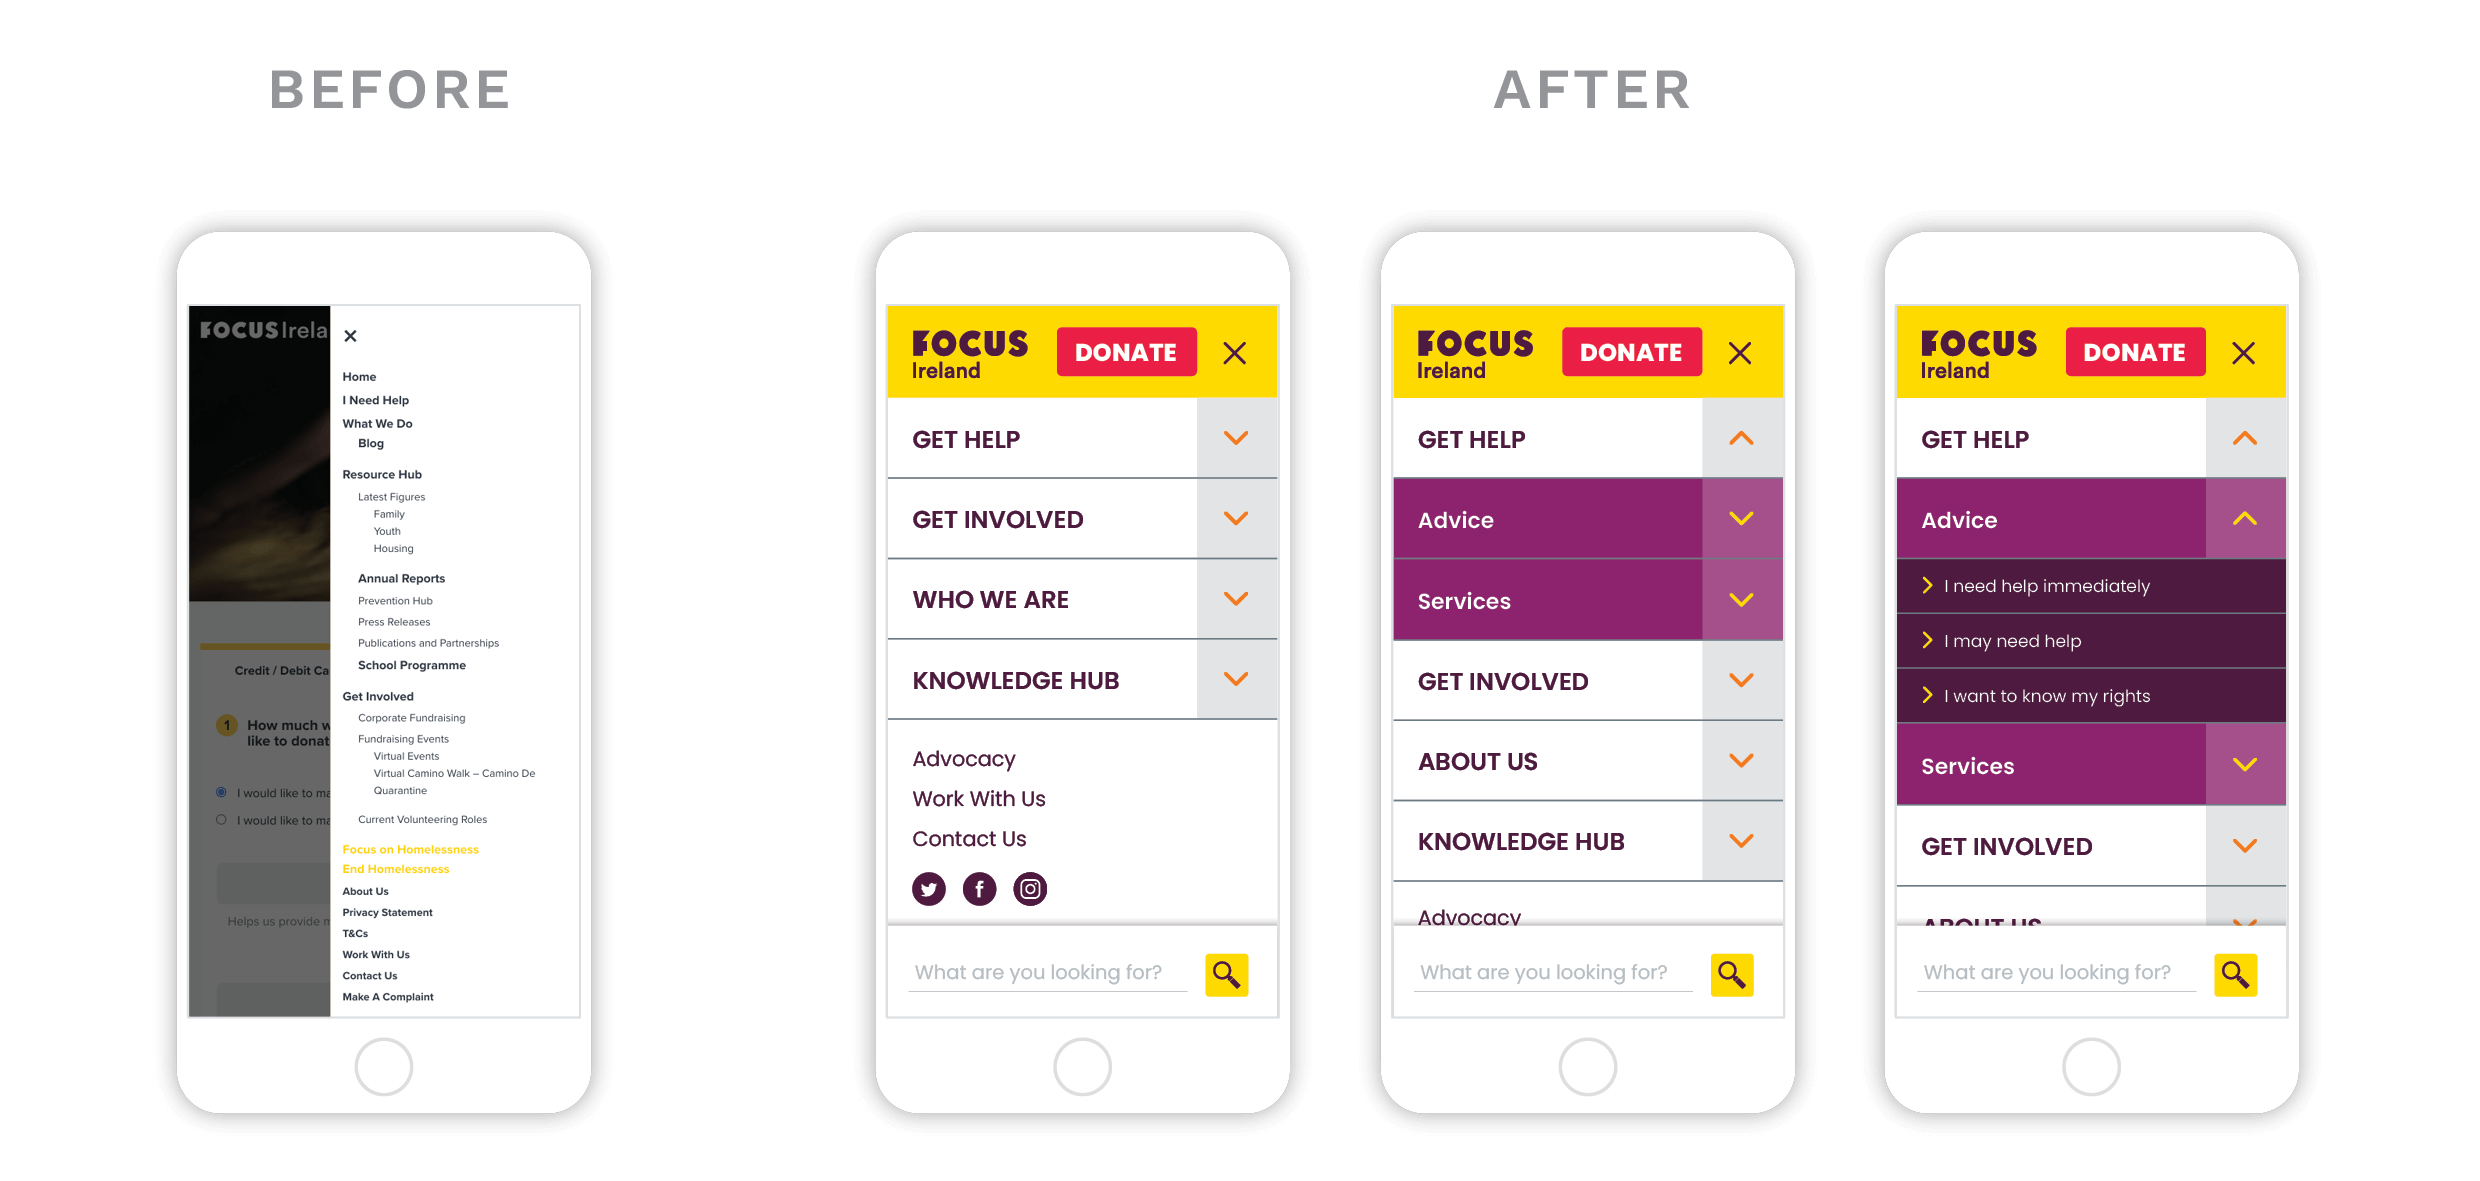 BEFORE
AFTER
FOCUS Irela
Credit / Debit Ca
1 How much w
like to donat
I would like to ma
I would like to ma
Helps us provide m
×
Home
I Need Help
What We Do
Blog
Resource Hub
Latest Figures
Family
Youth
Housing
Annual Reports
Prevention Hub
Press Releases
Publications and Partnerships
School Programme
Get Involved
Corporate Fundraising
Fundraising Events
Virtual Events
Virtual Camino Walk – Camino De
Quarantine
Current Volunteering Roles
Focus on Homelessness
End Homelessness
About Us
Privacy Statement
T&Cs
Work With Us
Contact Us
Make A Complaint
FOCUS
Ireland
DONATE
GET HELP
GET INVOLVED
WHO WE ARE
KNOWLEDGE HUB
Advocacy
Work With Us
Contact Us
What are you looking for?
FOCUS
Ireland
DONATE
GET HELP
Advice
Services
GET INVOLVED
ABOUT US
KNOWLEDGE HUB
Advocacy
What are you looking for?
FOCUS
Ireland
DONATE
GET HELP
Advice
I need help immediately
I may need help
I want to know my rights
Services
GET INVOLVED
ABOUT US
What are you looking for?